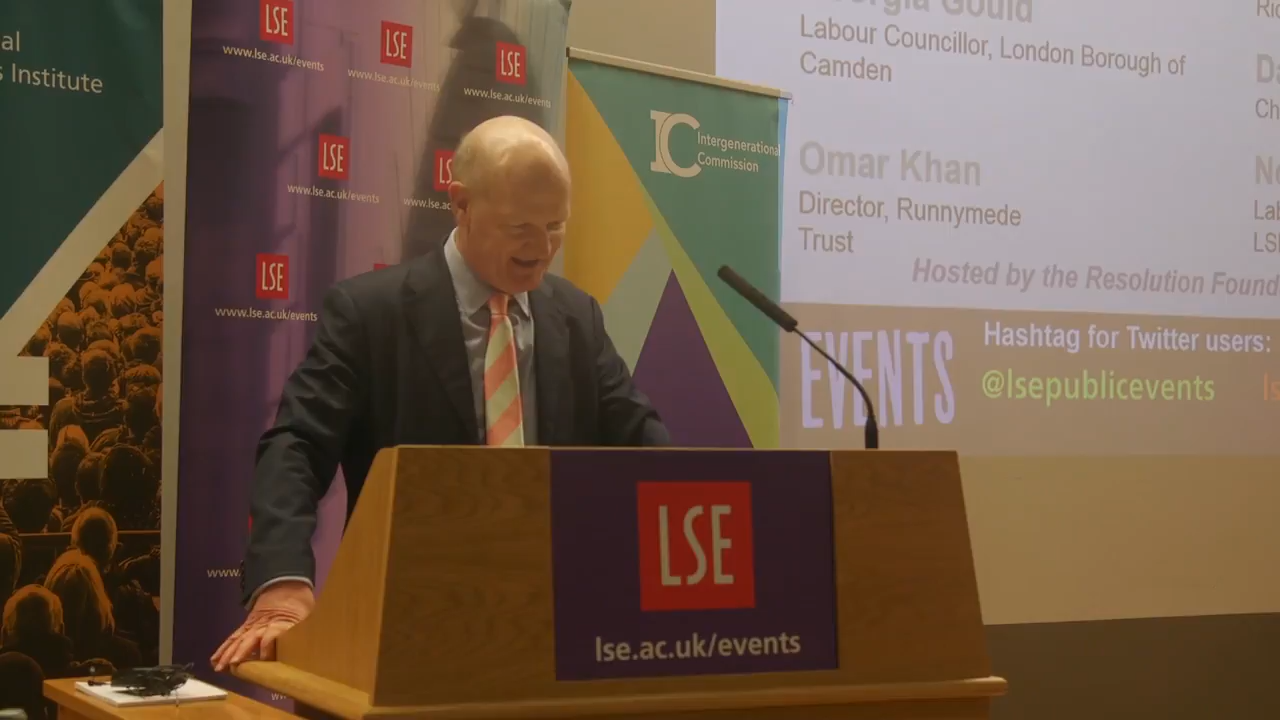 al
s Institute
LSE
www.lse.ac.uk/events
LSE
www.lse.ac.uk/events
LSE
www.lse.ac.uk/events
LSE
www.lse.ac.uk/events
LSE
www.lse.ac
LSE
www.lse.ac.uk/events
www.
IC Intergenerational
Commission
Gould
Labour Councillor, London Borough of
Camden
Omar Khan
Director, Runnymede
Trust
Hosted by the Resolution Found
EVENTS
Hashtag for Twitter users:
@lsepublicevents
LSE
lse.ac.uk/events